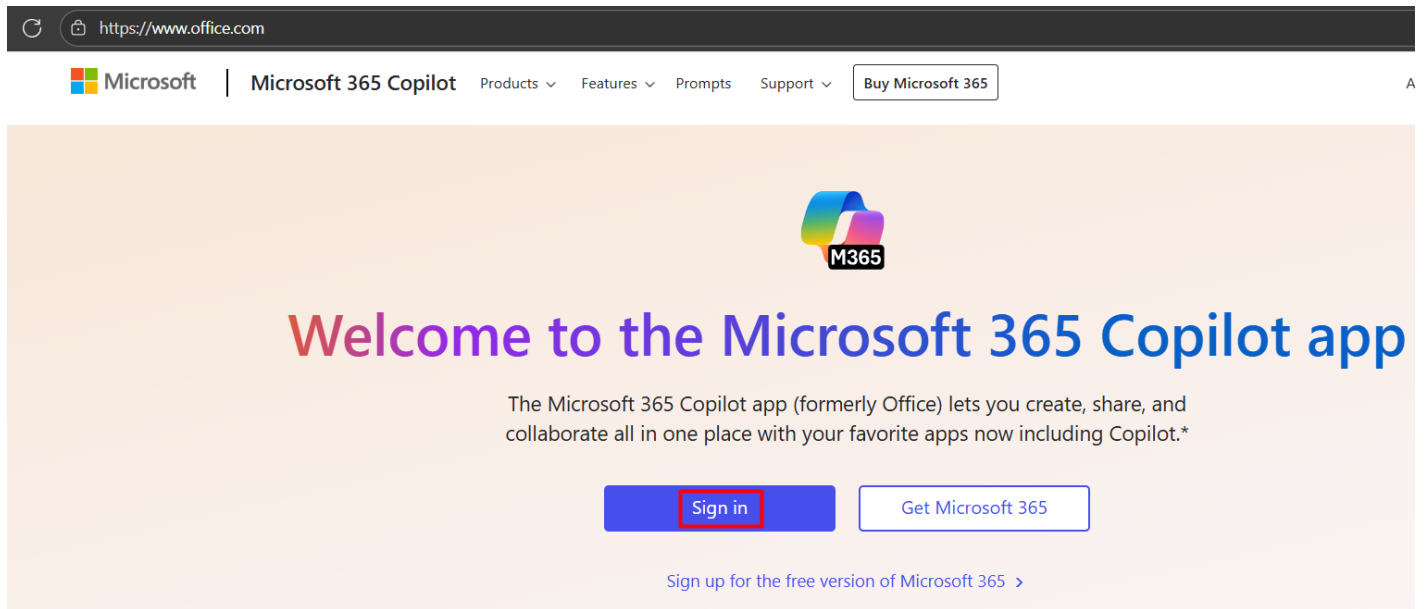 https://www.office.com
Microsoft | Microsoft 365 Copilot Products Features Prompts Support Buy Microsoft 365 A
M365
Welcome to the Microsoft 365 Copilot app
The Microsoft 365 Copilot app (formerly Office) lets you create, share, and
collaborate all in one place with your favorite apps now including Copilot.*
Sign in Get Microsoft 365
Sign up for the free version of Microsoft 365 >